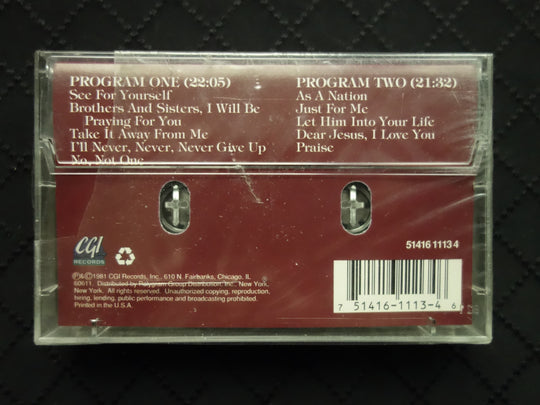 PROGRAM ONE (22:05)
See For Yourself
Brothers And Sisters, I Will Be
Praying For You
Take It Away From Me
I'll Never, Never, Never Give Up
No, Not One
PROGRAM TWO (21:32)
As A Nation
Just For Me
Let Him Into Your Life
Dear Jesus, I Love You
Praise
CGI
RECORDS
51416 1113 4
℗&©1981 CGI Records, Inc., 610 N. Fairbanks, Chicago, IL
60611. Distributed by Polygram Group Distribution, Inc., New
York, New York. All rights reserved. Unauthorized copying, reproduction,
hiring, lending, public performance and broadcasting prohibited.
Printed in the U.S.A.
7 51416-1113-4 6